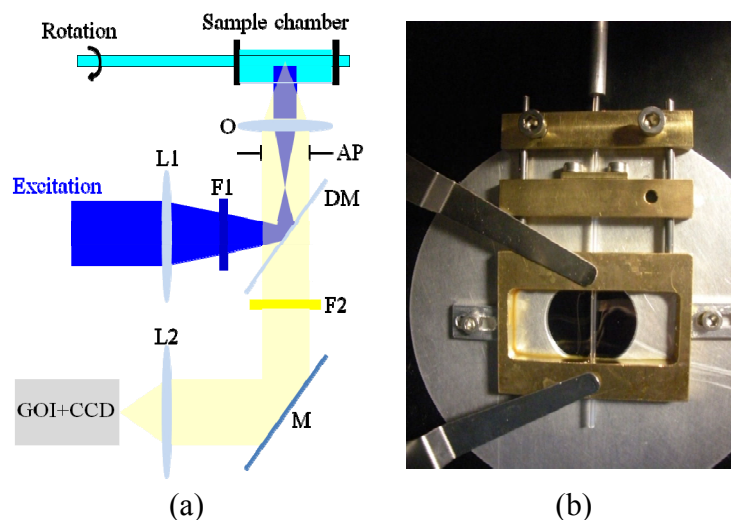 Sample chamber
Rotation
O
AP
L1
Excitation
F1
DM
F2
L2
GOI+CCD
M
(a)
(b)